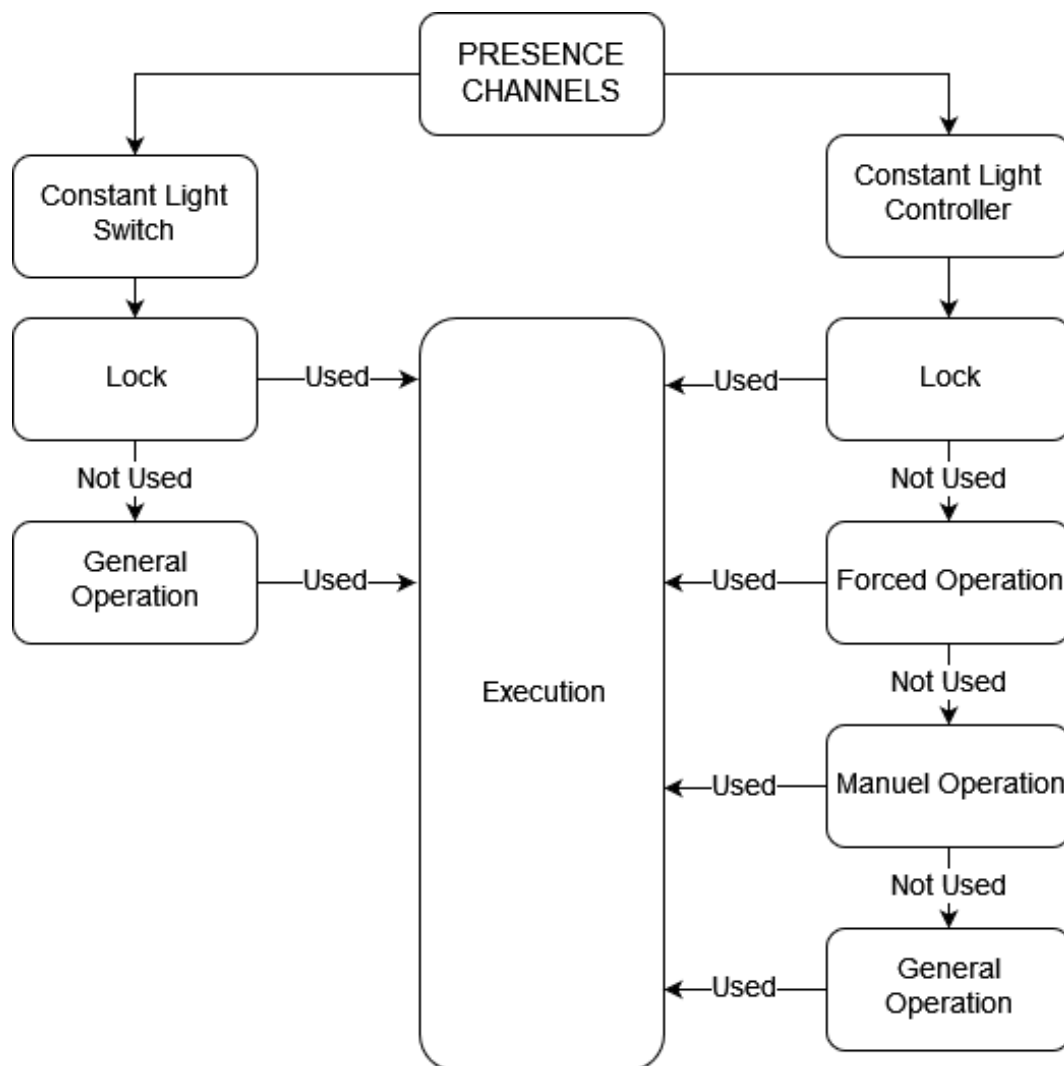 PRESENCE
CHANNELS
Constant Light
Switch
Constant Light
Controller
Lock
Used
Used
Lock
Not Used
Not Used
General
Operation
Used
Used
Forced Operation
Not Used
Execution
Used
Manuel Operation
Not Used
Used
General
Operation